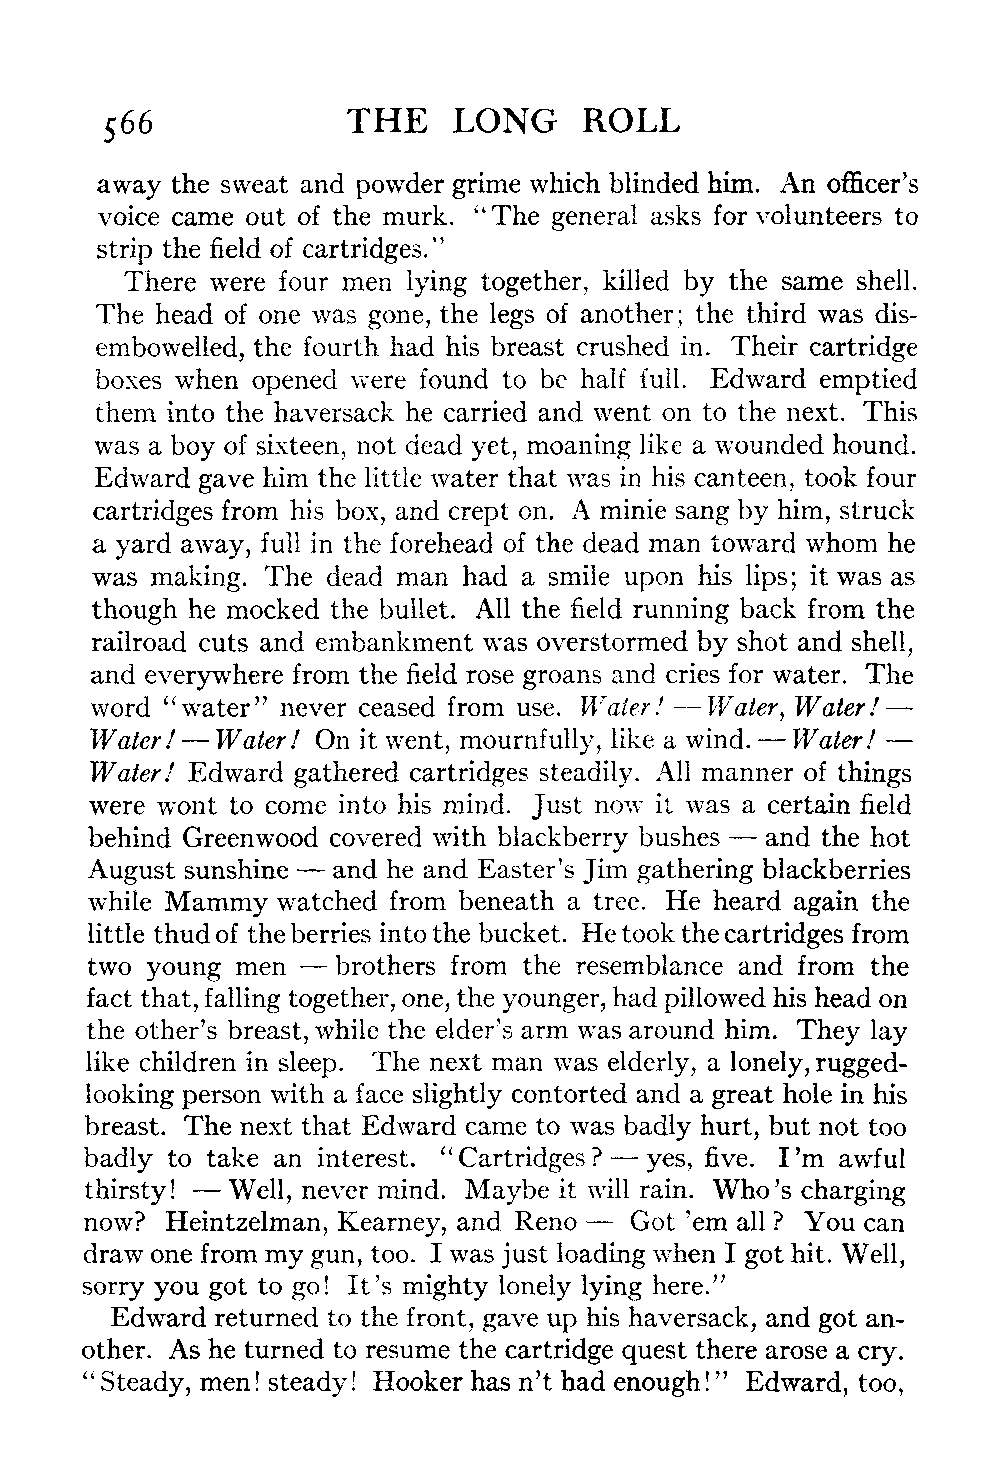 566 THE LONG ROLL
away the sweat and powder grime which blinded him. An officer's
voice came out of the murk. "The general asks for volunteers to
strip the field of cartridges."
There were four men lying together, killed by the same shell.
The head of one was gone, the legs of another; the third was dis-
embowelled, the fourth had his breast crushed in. Their cartridge
boxes when opened were found to be half full. Edward emptied
them into the haversack he carried and went on to the next. This
was a boy of sixteen, not dead yet, moaning like a wounded hound.
Edward gave him the little water that was in his canteen, took four
cartridges from his box, and crept on. A minie sang by him, struck
a yard away, full in the forehead of the dead man toward whom he
was making. The dead man had a smile upon his lips; it was as
though he mocked the bullet. All the field running back from the
railroad cuts and embankment was overstormed by shot and shell,
and everywhere from the field rose groans and cries for water. The
word "water" never ceased from use. Water! — Water, Water! —
Water! — Water! On it went, mournfully, like a wind. — Water! —
Water! Edward gathered cartridges steadily. All manner of things
were wont to come into his mind. Just now it was a certain field
behind Greenwood covered with blackberry bushes — and the hot
August sunshine — and he and Easter's Jim gathering blackberries
while Mammy watched from beneath a tree. He heard again the
little thud of the berries into the bucket. He took the cartridges from
two young men — brothers from the resemblance and from the
fact that, falling together, one, the younger, had pillowed his head on
the other's breast, while the elder's arm was around him. They lay
like children in sleep. The next man was elderly, a lonely, rugged-
looking person with a face slightly contorted and a great hole in his
breast. The next that Edward came to was badly hurt, but not too
badly to take an interest. "Cartridges? — yes, five. I'm awful
thirsty! — Well, never mind. Maybe it will rain. Who's charging
now? Heintzelman, Kearney, and Reno — Got 'em all? You can
draw one from my gun, too. I was just loading when I got hit. Well,
sorry you got to go! It's mighty lonely lying here."
Edward returned to the front, gave up his haversack, and got an-
other. As he turned to resume the cartridge quest there arose a cry.
"Steady, men! steady! Hooker has n't had enough!" Edward, too,